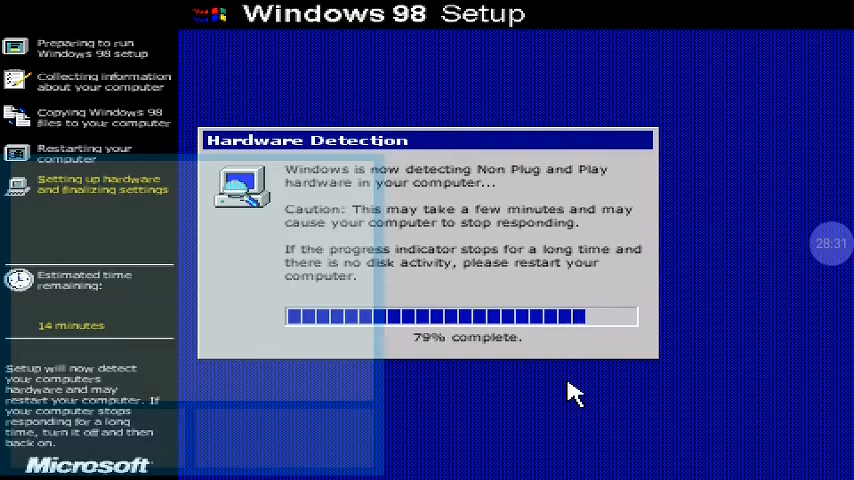 Windows 98 Setup
Preparing to run
Windows 98 setup
Collecting information
about your computer
Copying Windows 98
files to your computer
Restarting your
computer
Setting up hardware
and finalizing settings
Estimated time
remaining:
14 minutes
Setup will now detect
your computers
hardware and may
restart your computer. If
your computer stops
responding for a long
time, turn it off and then
back on.
Microsoft
Hardware Detection
Windows is now detecting Non Plug and Play
hardware in your computer...
Caution: This may take a few minutes and may
cause your computer to stop responding.
If the progress indicator stops for a long time and
there is no disk activity, please restart your
computer.
79% complete.
28:31